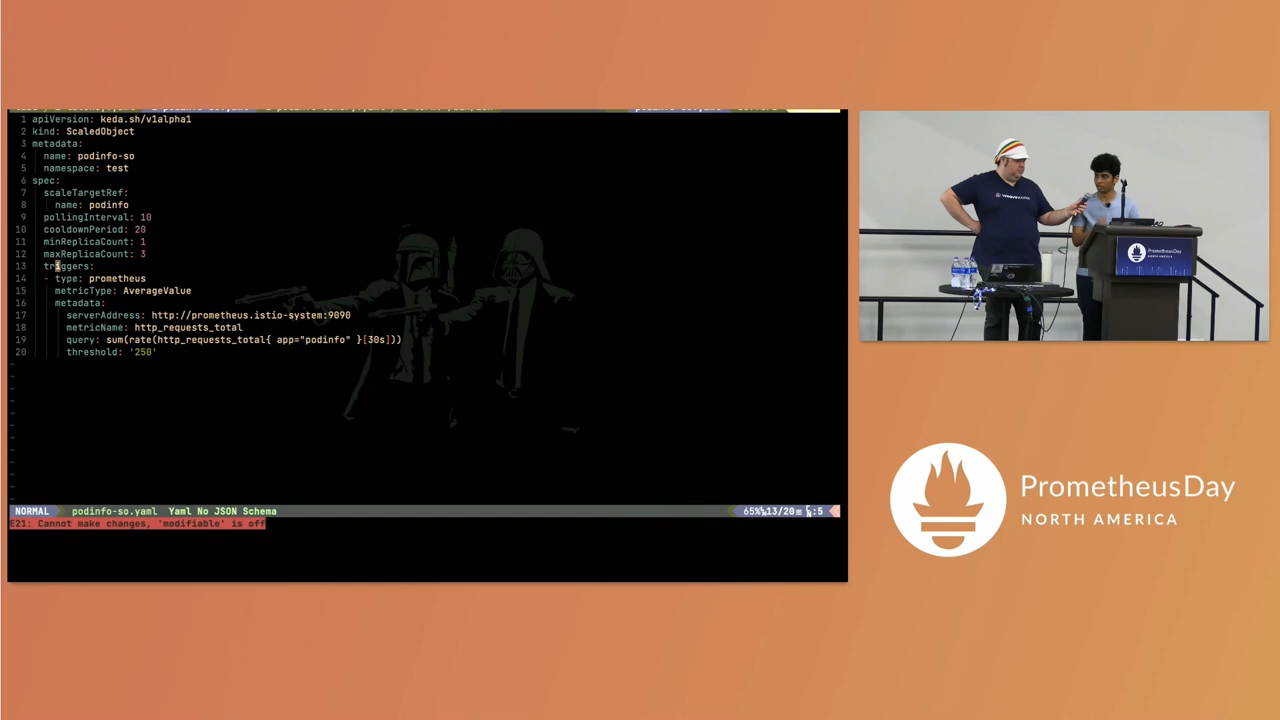 1 apiVersion: keda.sh/v1alpha1
2 kind: ScaledObject
3 metadata:
4 name: podinfo-so
5 namespace: test
6 spec:
7 scaleTargetRef:
8 name: podinfo
9 pollingInterval: 10
10 cooldownPeriod: 20
11 minReplicaCount: 1
12 maxReplicaCount: 3
13 triggers:
14 - type: prometheus
15 metricType: AverageValue
16 metadata:
17 serverAddress: http://prometheus.istio-system:9090
18 metricName: http_requests_total
19 query: sum(rate(http_requests_total{ app="podinfo" }[30s]))
20 threshold: '250'
NORMAL podinfo-so.yaml Yaml No JSON Schema 65% 13/20 :5
E21: Cannot make changes, 'modifiable' is off
PrometheusDay
PrometheusDay
NORTH AMERICA